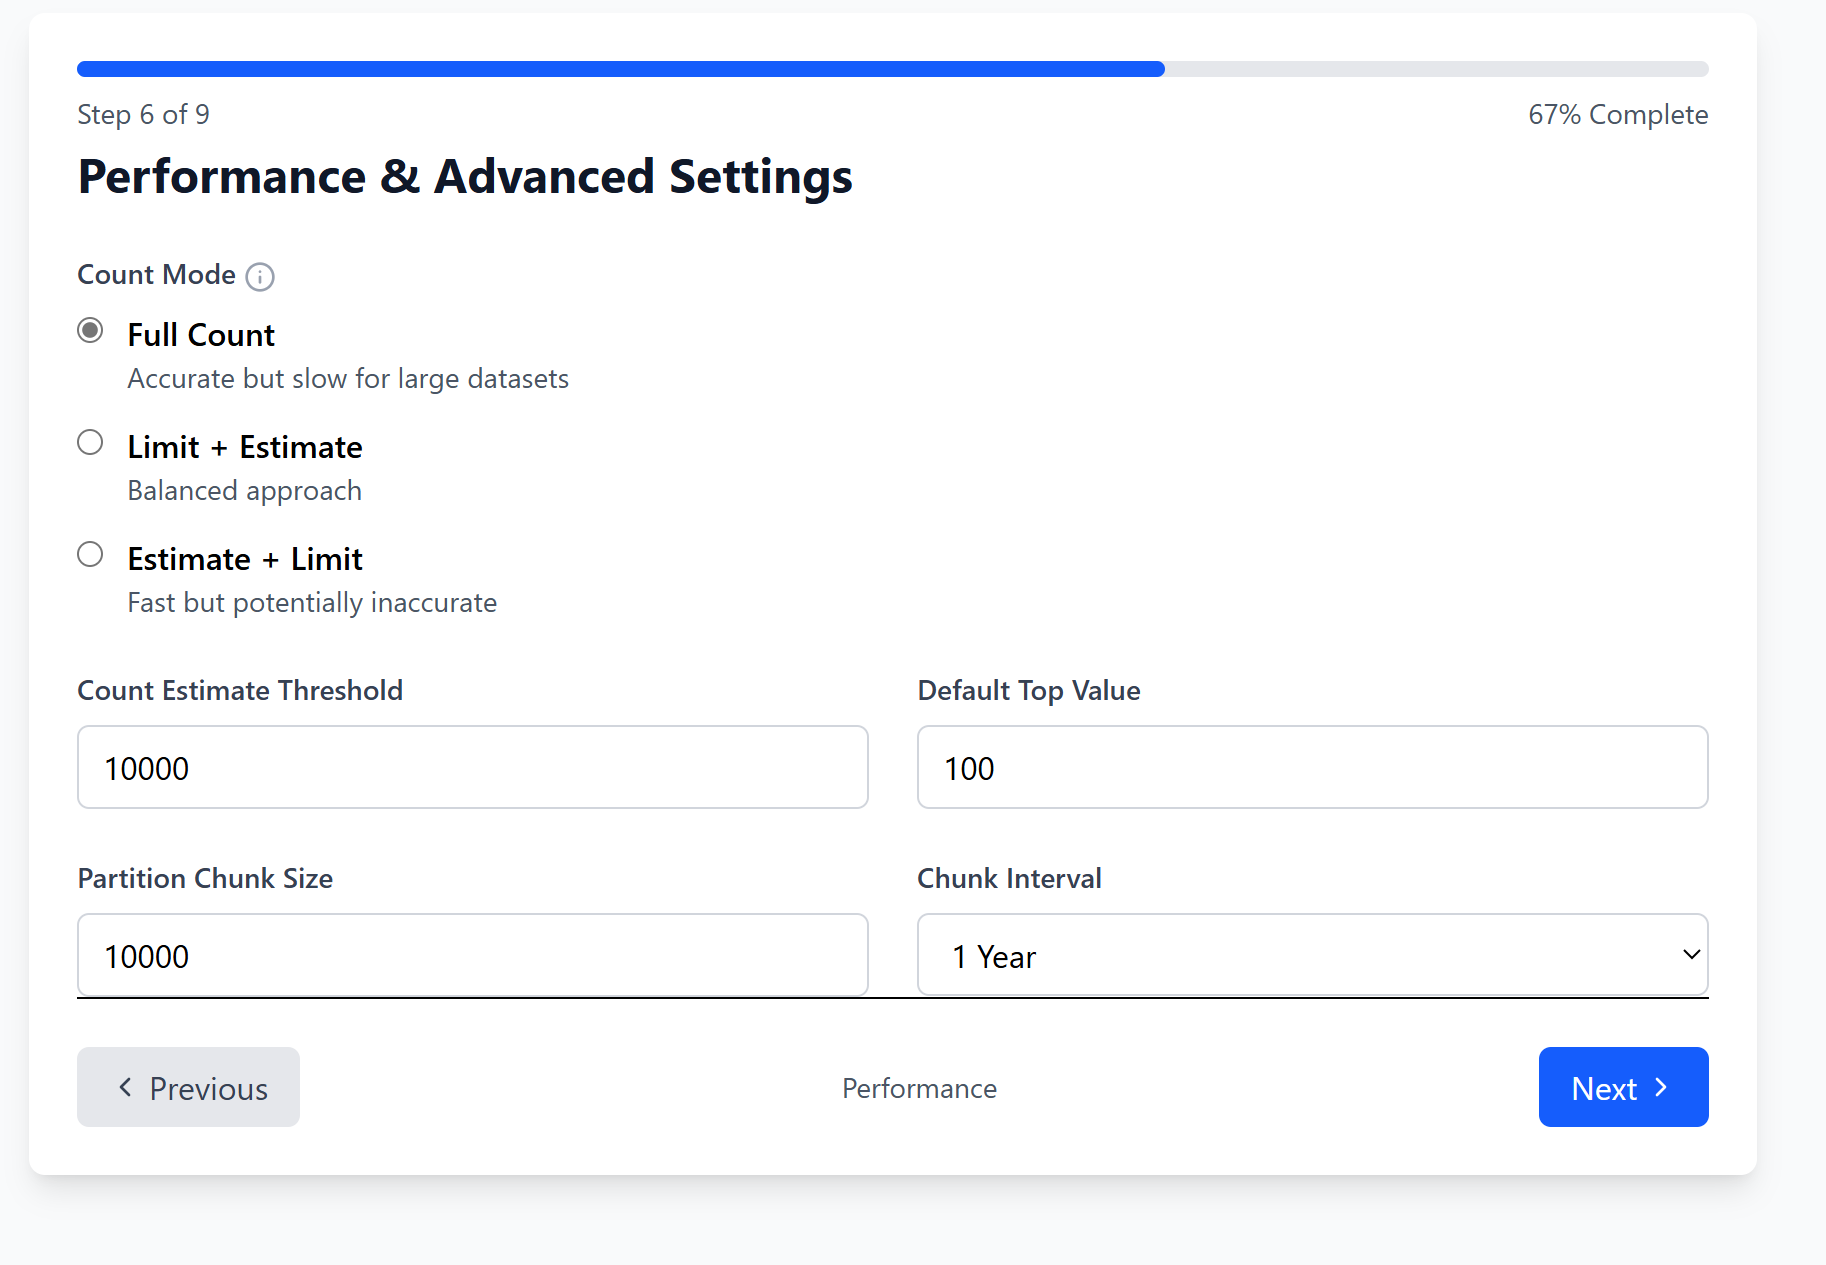 Step 6 of 9
67% Complete
Performance & Advanced Settings
Count Mode
Full Count
Accurate but slow for large datasets
Limit + Estimate
Balanced approach
Estimate + Limit
Fast but potentially inaccurate
Count Estimate Threshold
10000
Default Top Value
100
Partition Chunk Size
10000
Chunk Interval
1 Year
Previous
Performance
Next